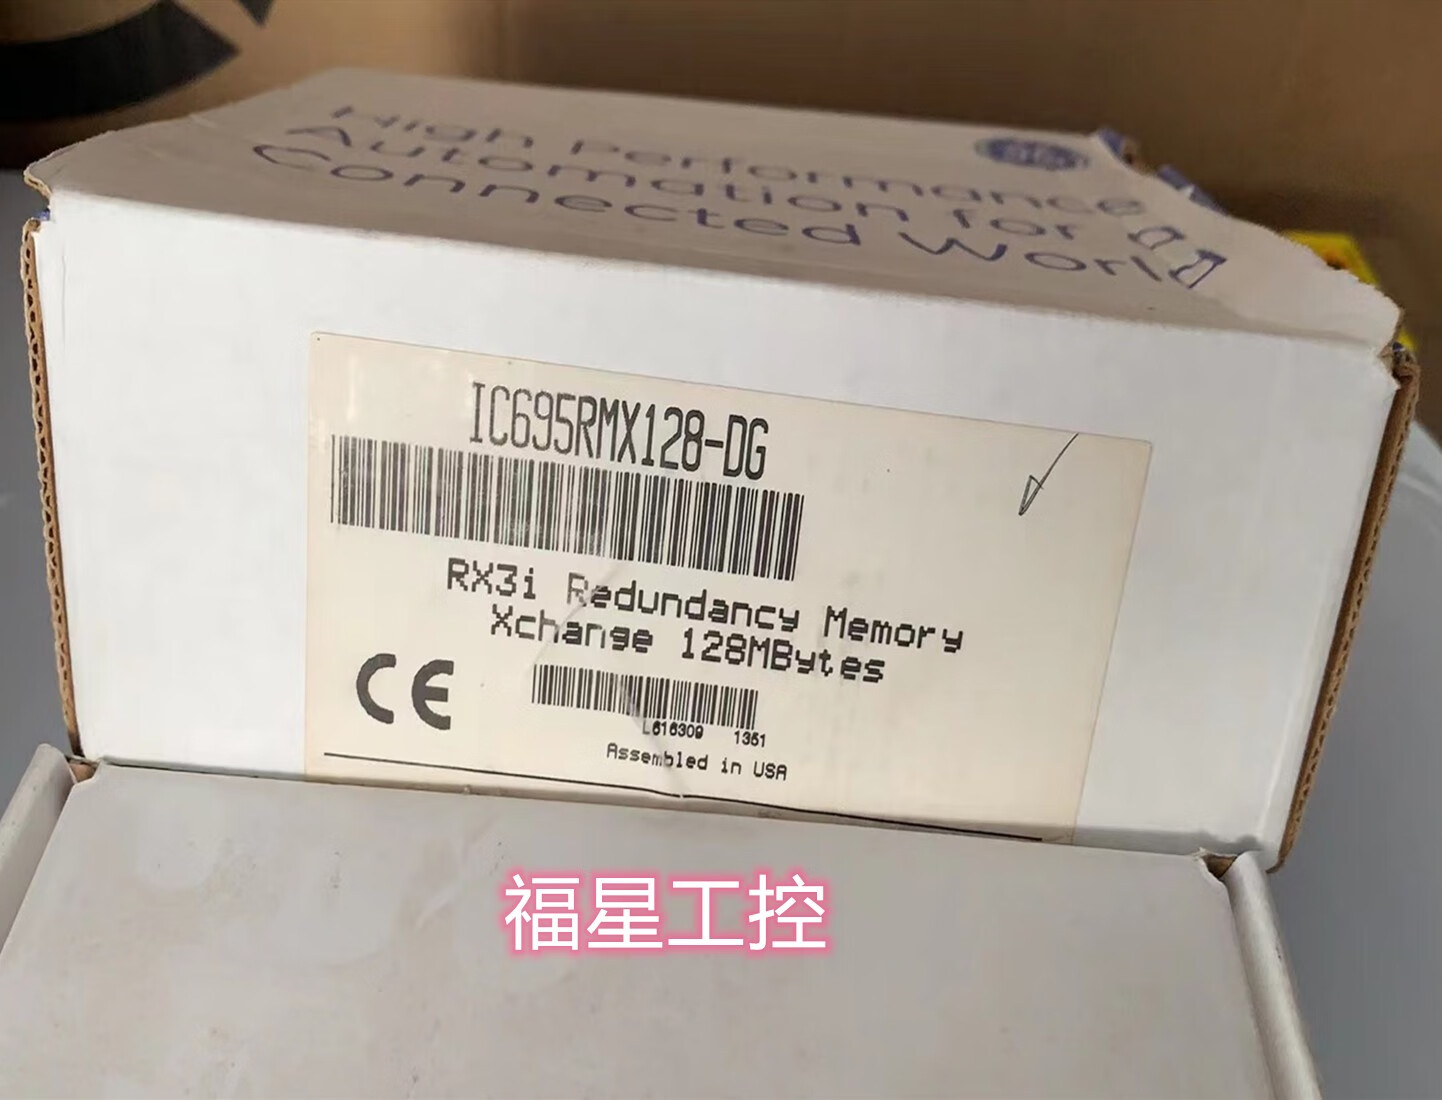 High Performance
Automation for a
Connected World
IC695RMX128-DG
RX3i Redundancy Memory
Xchange 128MBytes
CE
L616309 1351
Assembled in USA
福星工控